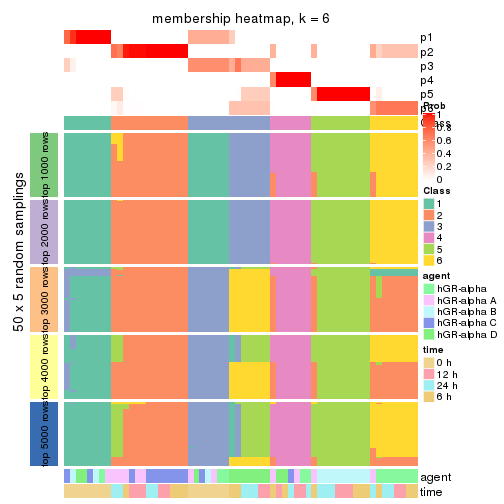 membership heatmap, k = 6
p1
p2
p3
p4
p5
Prob
1
0.8
0.6
0.4
0.2
0
Class
1
2
3
4
5
6
agent
hGR-alpha
hGR-alpha A
hGR-alpha B
hGR-alpha C
hGR-alpha D
time
0 h
12 h
24 h
6 h
50 x 5 random samplings
top 1000 rows
top 2000 rows
top 3000 rows
top 4000 rows
top 5000 rows
agent
time